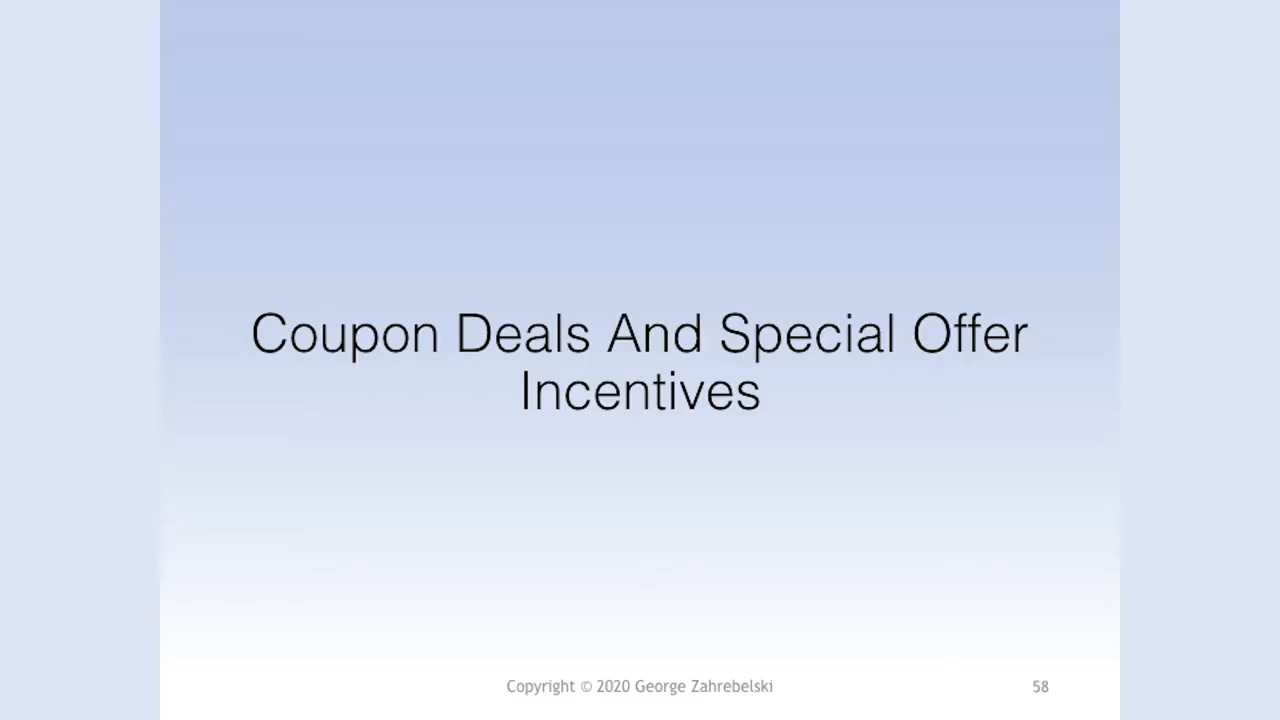 Coupon Deals And Special Offer
Incentives
Copyright © 2020 George Zahrebelski
58